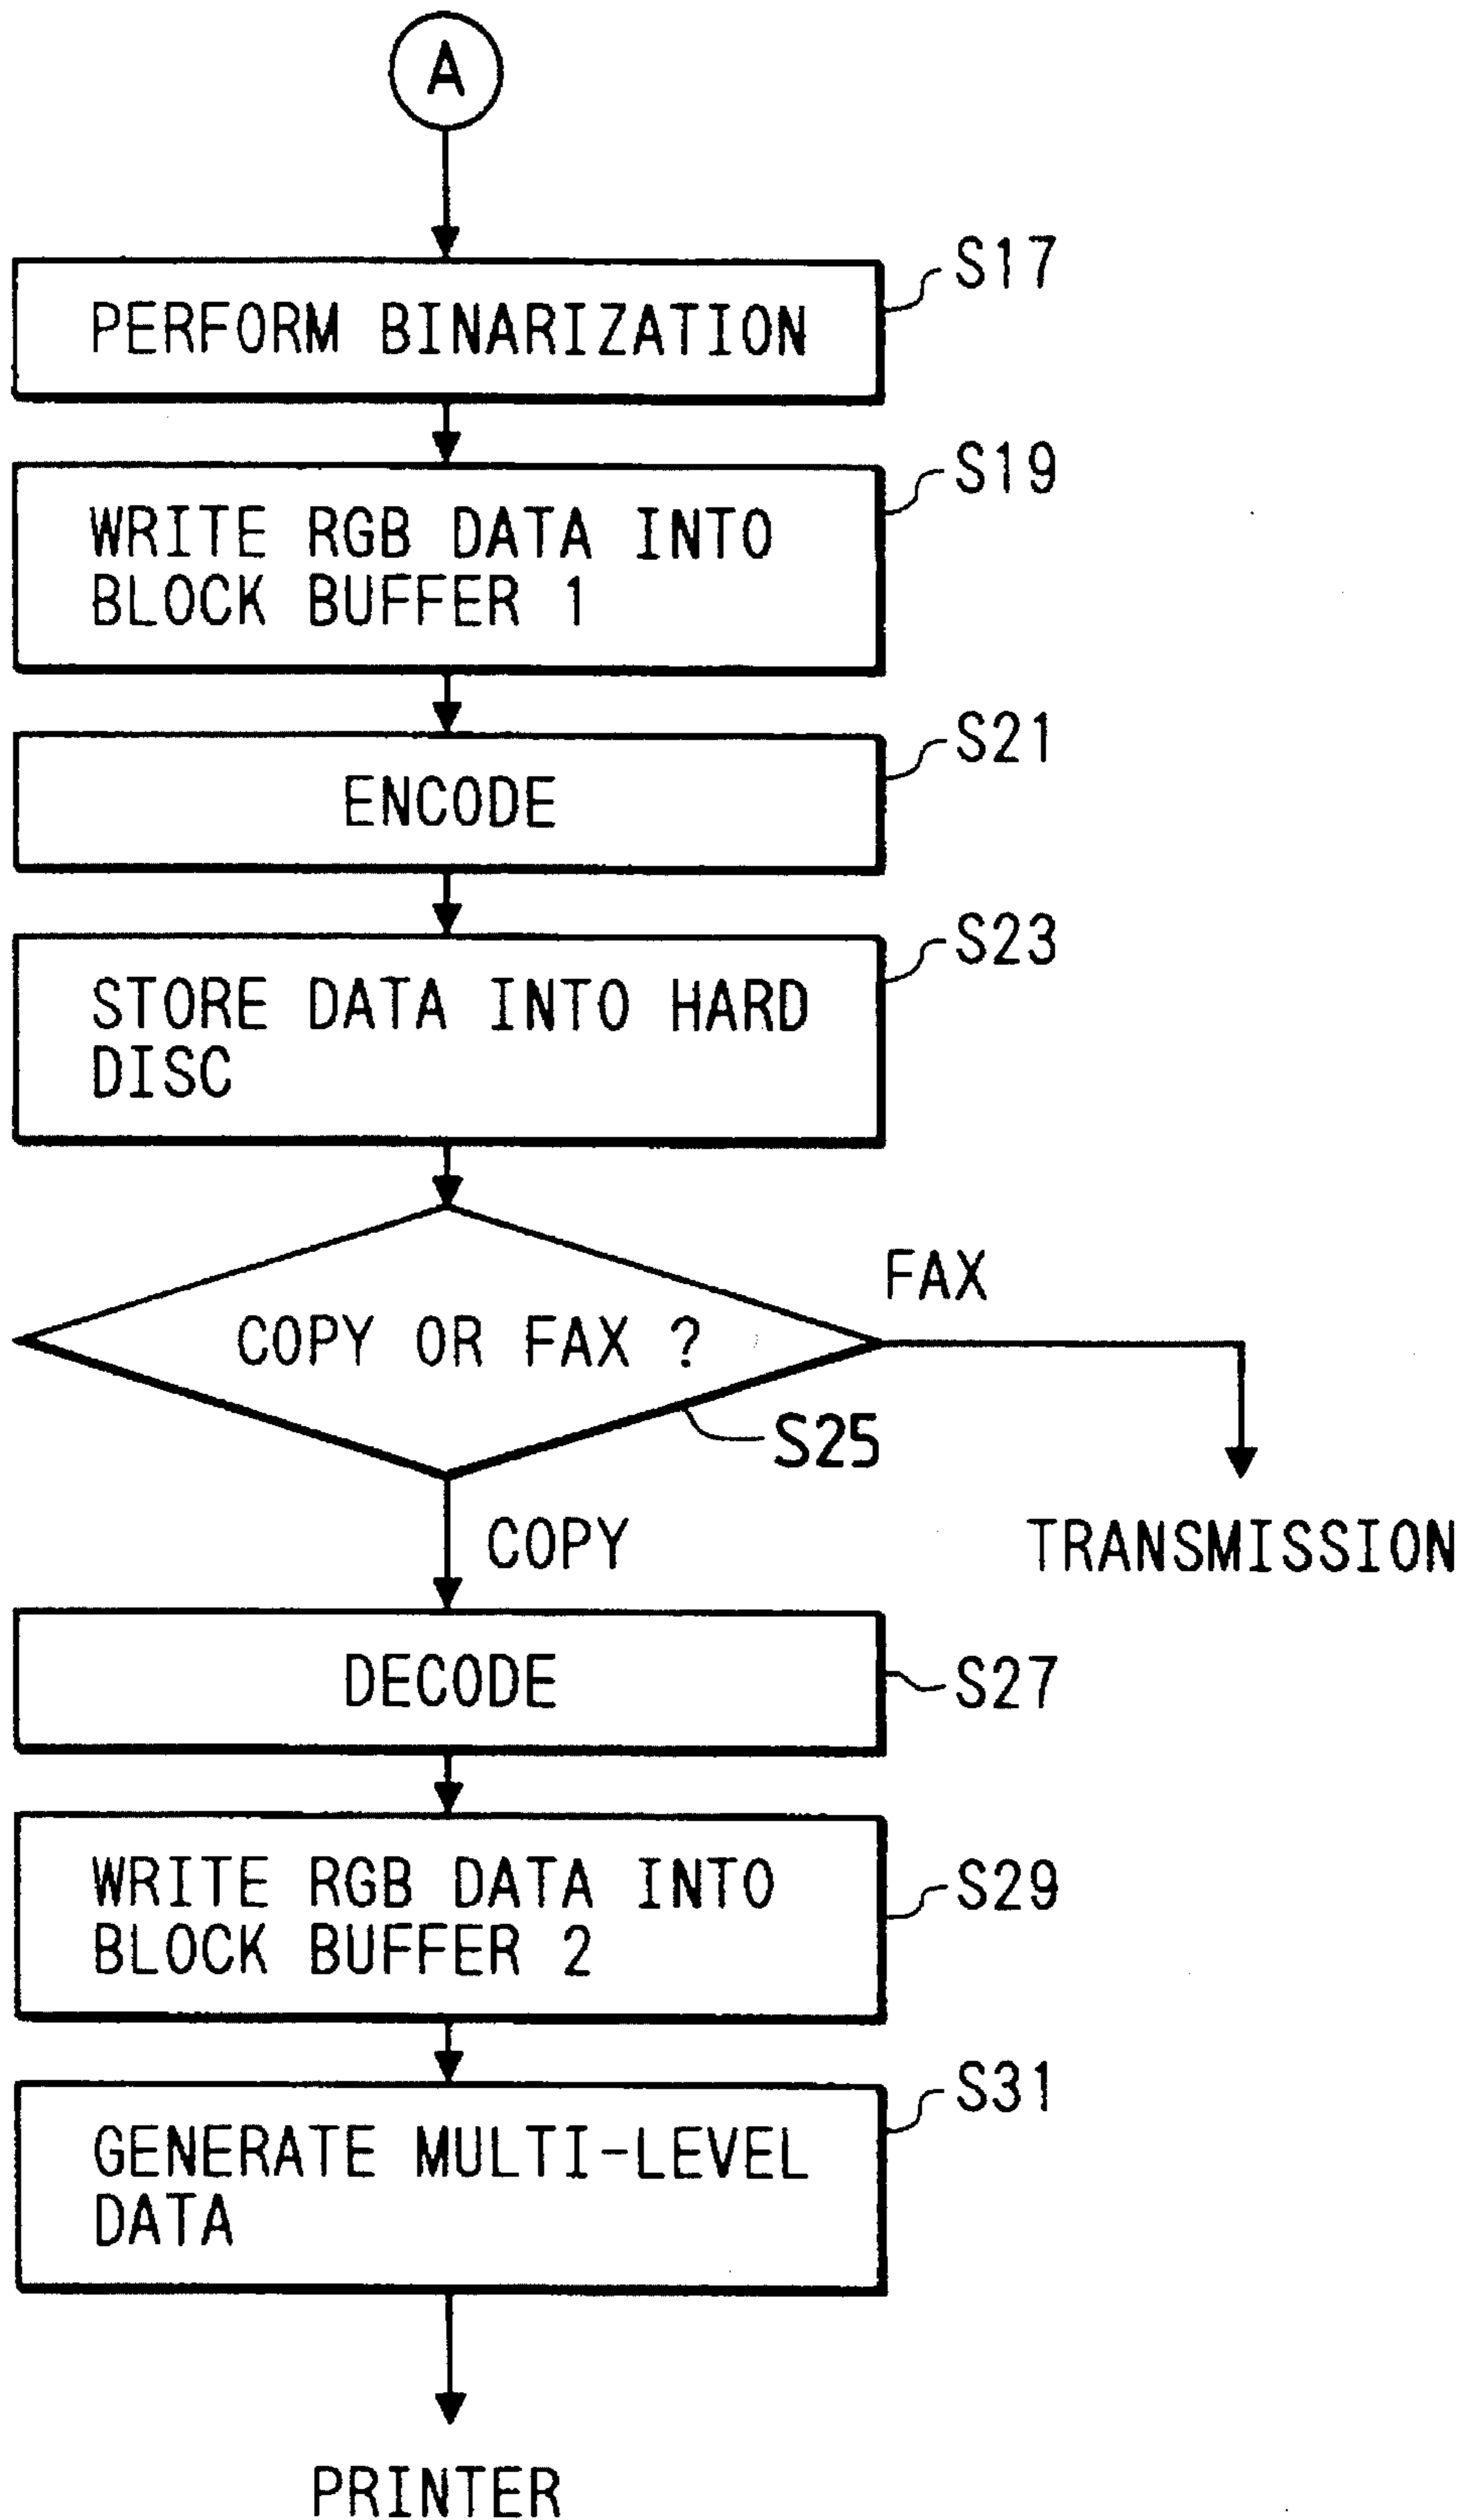 A
S17
PERFORM BINARIZATION
S19
WRITE RGB DATA INTO
BLOCK BUFFER 1
S21
ENCODE
S23
STORE DATA INTO HARD
DISC
FAX
COPY OR FAX ?
S25
COPY
TRANSMISSION
DECODE
S27
WRITE RGB DATA INTO
S29
BLOCK BUFFER 2
S31
GENERATE MULTI-LEVEL
DATA
PRINTER